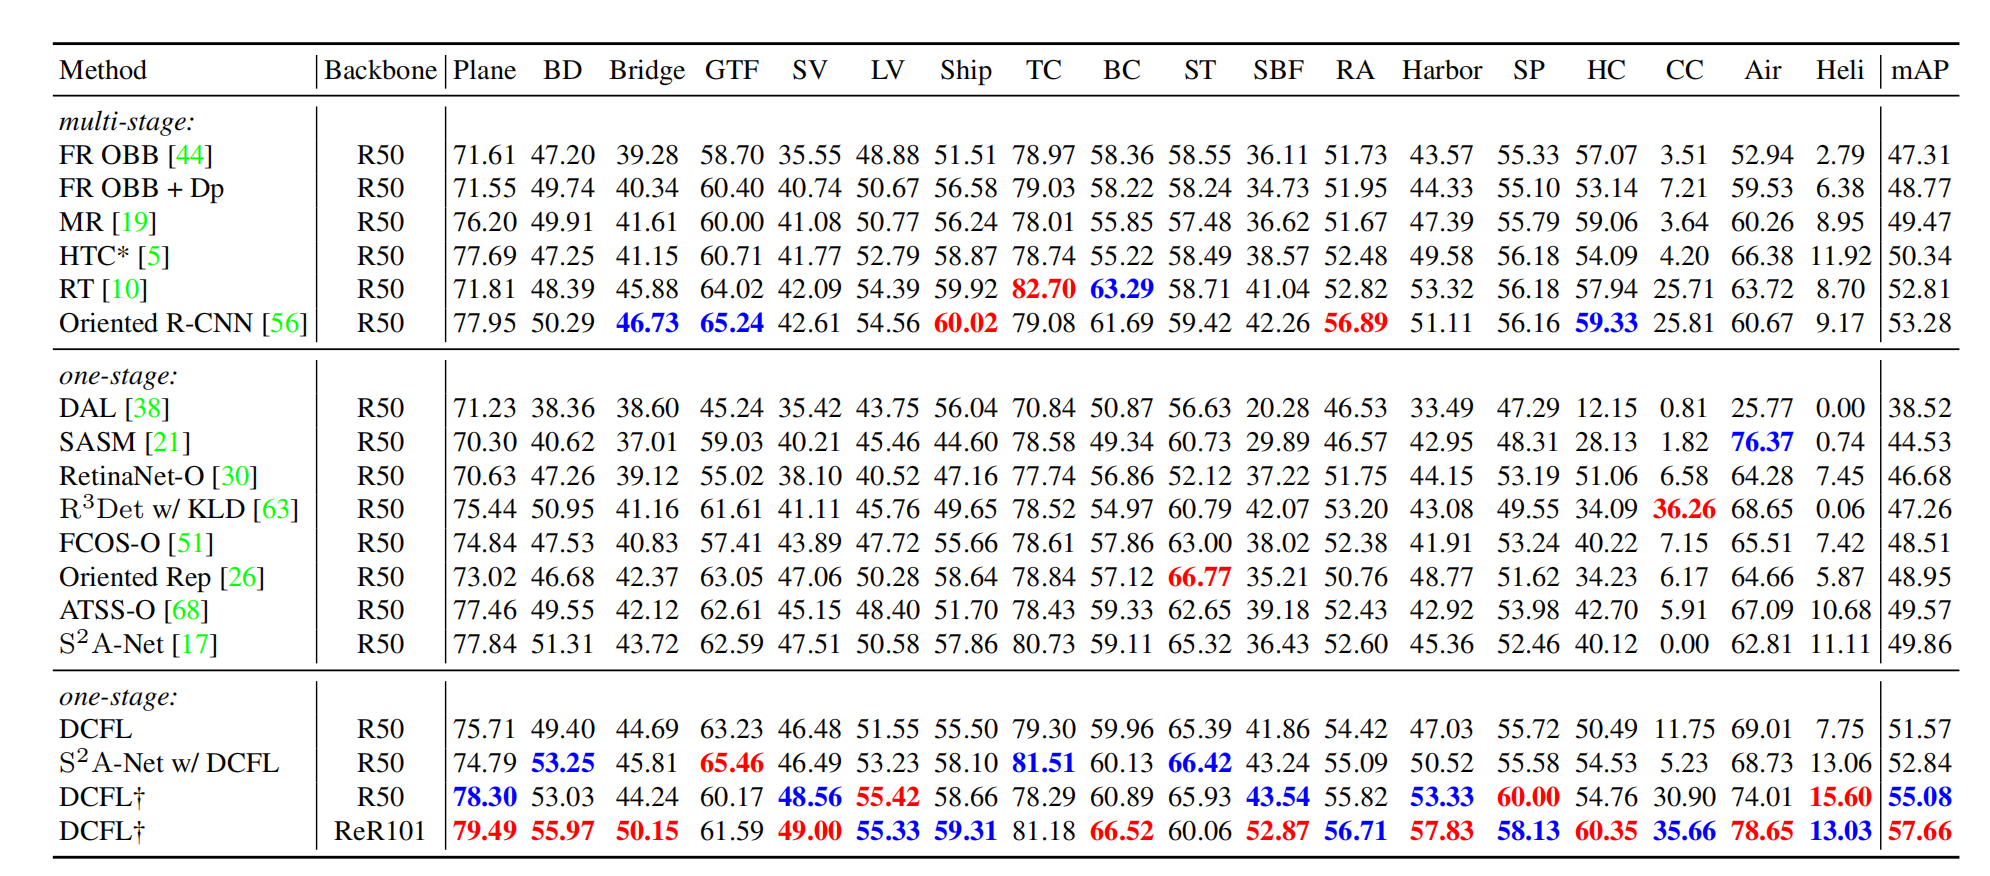 Method Backbone Plane BD Bridge GTF SV LV Ship TC BC ST SBF RA Harbor SP HC CC Air Heli mAP
multi-stage:
FR OBB [44] R50 71.61 47.20 39.28 58.70 35.55 48.88 51.51 78.97 58.36 58.55 36.11 51.73 43.57 55.33 57.07 3.51 52.94 2.79 47.31
FR OBB + Dp R50 71.55 49.74 40.34 60.40 40.74 50.67 56.58 79.03 58.22 58.24 34.73 51.95 44.33 55.10 53.14 7.21 59.53 6.38 48.77
MR [19] R50 76.20 49.91 41.61 60.00 41.08 50.77 56.24 78.01 55.85 57.48 36.62 51.67 47.39 55.79 59.06 3.64 60.26 8.95 49.47
HTC* [5] R50 77.69 47.25 41.15 60.71 41.77 52.79 58.87 78.74 55.22 58.49 38.57 52.48 49.58 56.18 54.09 4.20 66.38 11.92 50.34
RT [10] R50 71.81 48.39 45.88 64.02 42.09 54.39 59.92 82.70 63.29 58.71 41.04 52.82 53.32 56.18 57.94 25.71 63.72 8.70 52.81
Oriented R-CNN [56] R50 77.95 50.29 46.73 65.24 42.61 54.56 60.02 79.08 61.69 59.42 42.26 56.89 51.11 56.16 59.33 25.81 60.67 9.17 53.28
one-stage:
DAL [38] R50 71.23 38.36 38.60 45.24 35.42 43.75 56.04 70.84 50.87 56.63 20.28 46.53 33.49 47.29 12.15 0.81 25.77 0.00 38.52
SASM [21] R50 70.30 40.62 37.01 59.03 40.21 45.46 44.60 78.58 49.34 60.73 29.89 46.57 42.95 48.31 28.13 1.82 76.37 0.74 44.53
RetinaNet-O [30] R50 70.63 47.26 39.12 55.02 38.10 40.52 47.16 77.74 56.86 52.12 37.22 51.75 44.15 53.19 51.06 6.58 64.28 7.45 46.68
R³Det w/ KLD [63] R50 75.44 50.95 41.16 61.61 41.11 45.76 49.65 78.52 54.97 60.79 42.07 53.20 43.08 49.55 34.09 36.26 68.65 0.06 47.26
FCOS-O [51] R50 74.84 47.53 40.83 57.41 43.89 47.72 55.66 78.61 57.86 63.00 38.02 52.38 41.91 53.24 40.22 7.15 65.51 7.42 48.51
Oriented Rep [26] R50 73.02 46.68 42.37 63.05 47.06 50.28 58.64 78.84 57.12 66.77 35.21 50.76 48.77 51.62 34.23 6.17 64.66 5.87 48.95
ATSS-O [68] R50 77.46 49.55 42.12 62.61 45.15 48.40 51.70 78.43 59.33 62.65 39.18 52.43 42.92 53.98 42.70 5.91 67.09 10.68 49.57
S²A-Net [17] R50 77.84 51.31 43.72 62.59 47.51 50.58 57.86 80.73 59.11 65.32 36.43 52.60 45.36 52.46 40.12 0.00 62.81 11.11 49.86
one-stage:
DCFL R50 75.71 49.40 44.69 63.23 46.48 51.55 55.50 79.30 59.96 65.39 41.86 54.42 47.03 55.72 50.49 11.75 69.01 7.75 51.57
S²A-Net w/ DCFL R50 74.79 53.25 45.81 65.46 46.49 53.23 58.10 81.51 60.13 66.42 43.24 55.09 50.52 55.58 54.53 5.23 68.73 13.06 52.84
DCFL† R50 78.30 53.03 44.24 60.17 48.56 55.42 58.66 78.29 60.89 65.93 43.54 55.82 53.33 60.00 54.76 30.90 74.01 15.60 55.08
DCFL† ReR101 79.49 55.97 50.15 61.59 49.00 55.33 59.31 81.18 66.52 60.06 52.87 56.71 57.83 58.13 60.35 35.66 78.65 13.03 57.66